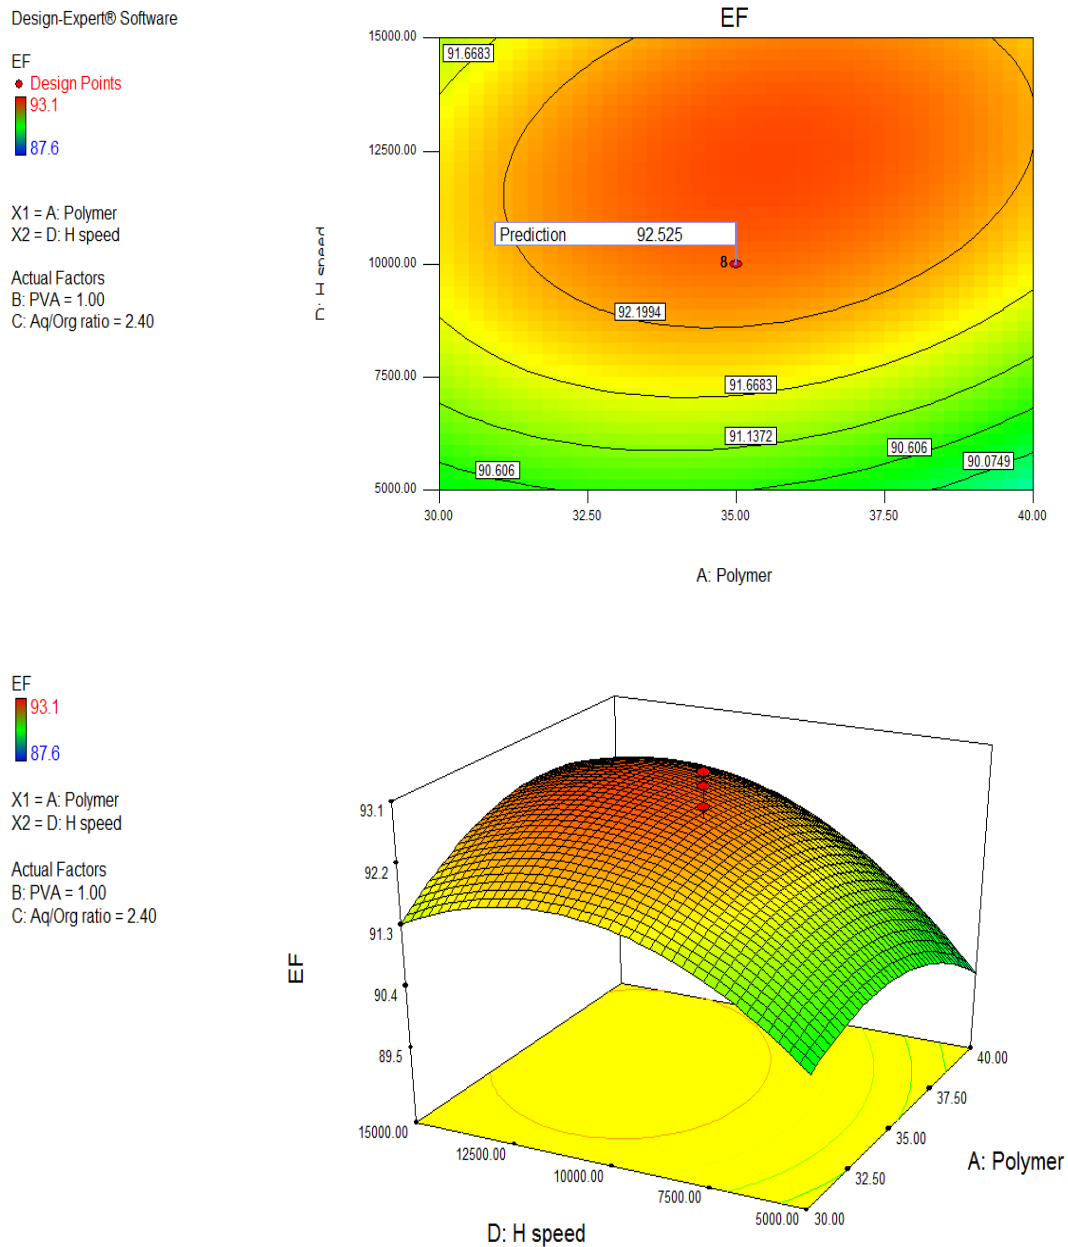 Design-Expert® Software
EF
Design Points
93.1
87.6
X1 = A: Polymer
X2 = D: H speed
Actual Factors
B: PVA = 1.00
C: Aq/Org ratio = 2.40
EF
15000.00
12500.00
10000.00
7500.00
5000.00
D: H speed
91.6683
Prediction 92.525
8
92.1994
91.6683
91.1372
90.606
90.606
90.0749
30.00
32.50
35.00
37.50
40.00
A: Polymer
EF
93.1
87.6
X1 = A: Polymer
X2 = D: H speed
Actual Factors
B: PVA = 1.00
C: Aq/Org ratio = 2.40
93.1
92.2
91.3
90.4
89.5
EF
15000.00
12500.00
10000.00
7500.00
5000.00
D: H speed
30.00
32.50
35.00
37.50
40.00
A: Polymer